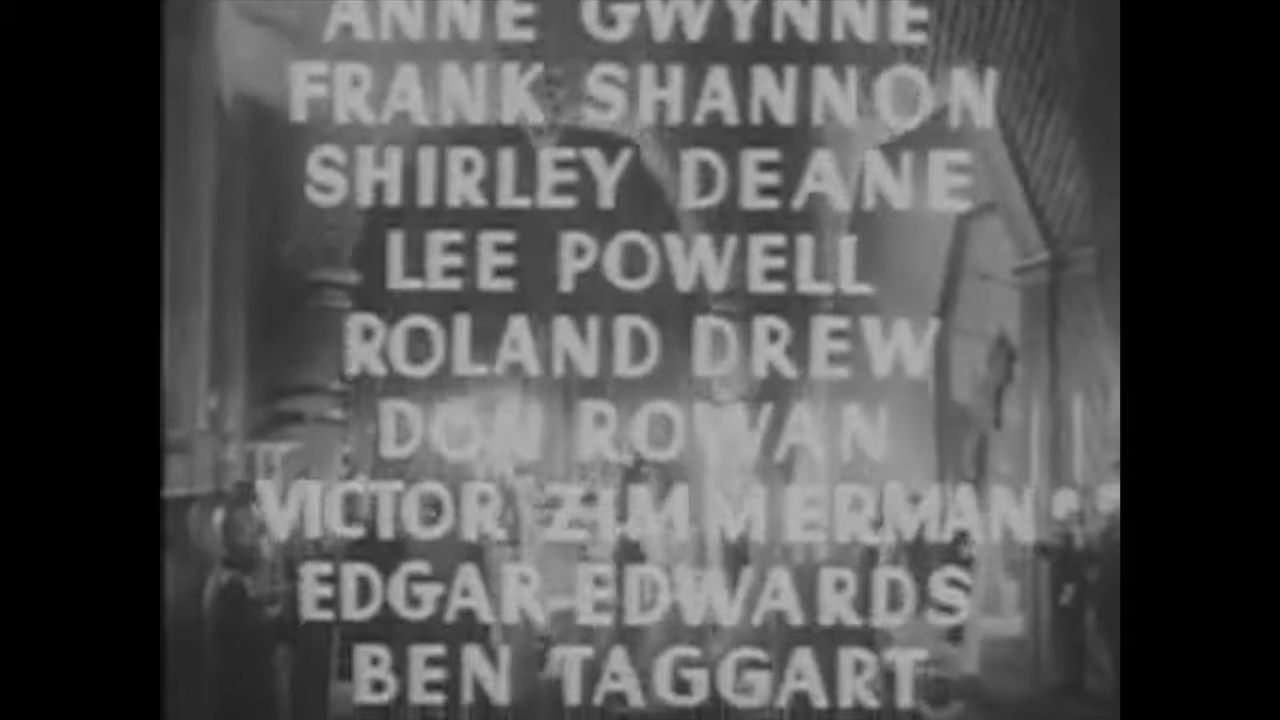 ANNE GWYNNE
FRANK SHANNON
SHIRLEY DEANE
LEE POWELL
ROLAND DREW
DON ROWAN
VICTOR ZIMMERMAN
EDGAR EDWARDS
BEN TAGGART